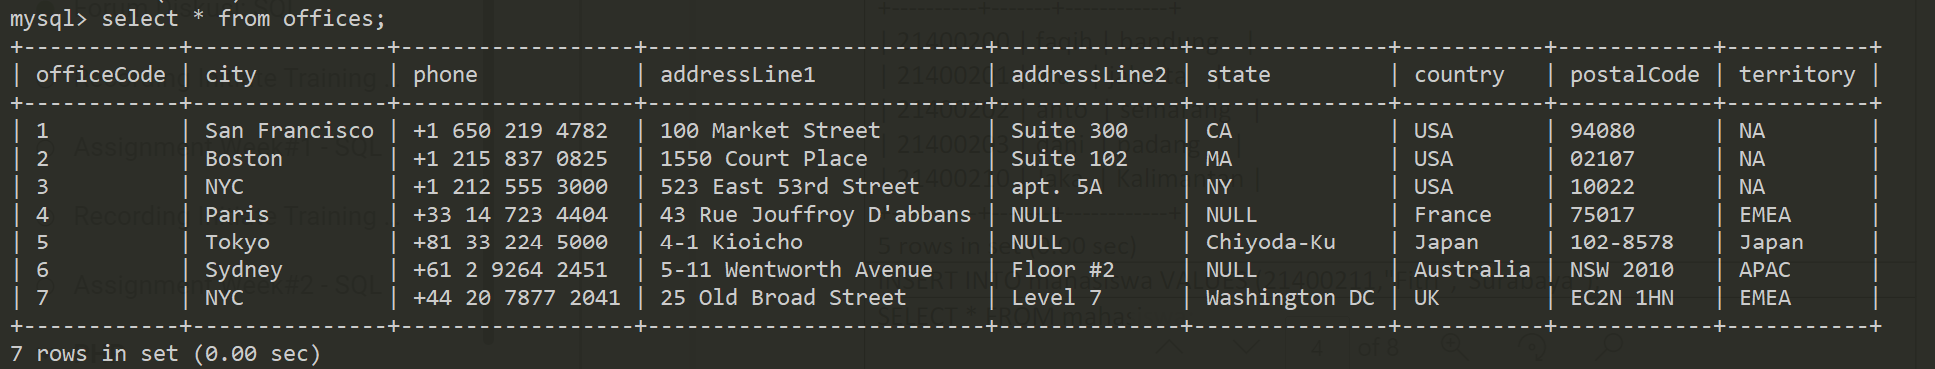 mysql> select * from offices;
+------------+---------------+------------------+--------------------------+--------------+---------------+-----------+------------+-----------+
| officeCode | city          | phone            | addressLine1             | addressLine2 | state         | country   | postalCode | territory |
+------------+---------------+------------------+--------------------------+--------------+---------------+-----------+------------+-----------+
| 1          | San Francisco | +1 650 219 4782  | 100 Market Street        | Suite 300    | CA            | USA       | 94080      | NA        |
| 2          | Boston        | +1 215 837 0825  | 1550 Court Place         | Suite 102    | MA            | USA       | 02107      | NA        |
| 3          | NYC           | +1 212 555 3000  | 523 East 53rd Street     | apt. 5A      | NY            | USA       | 10022      | NA        |
| 4          | Paris         | +33 14 723 4404  | 43 Rue Jouffroy D'abbans | NULL         | NULL          | France    | 75017      | EMEA      |
| 5          | Tokyo         | +81 33 224 5000  | 4-1 Kioicho              | NULL         | Chiyoda-Ku    | Japan     | 102-8578   | Japan     |
| 6          | Sydney        | +61 2 9264 2451  | 5-11 Wentworth Avenue    | Floor #2     | NULL          | Australia | NSW 2010   | APAC      |
| 7          | NYC           | +44 20 7877 2041 | 25 Old Broad Street      | Level 7      | Washington DC | UK        | EC2N 1HN   | EMEA      |
+------------+---------------+------------------+--------------------------+--------------+---------------+-----------+------------+-----------+
7 rows in set (0.00 sec)